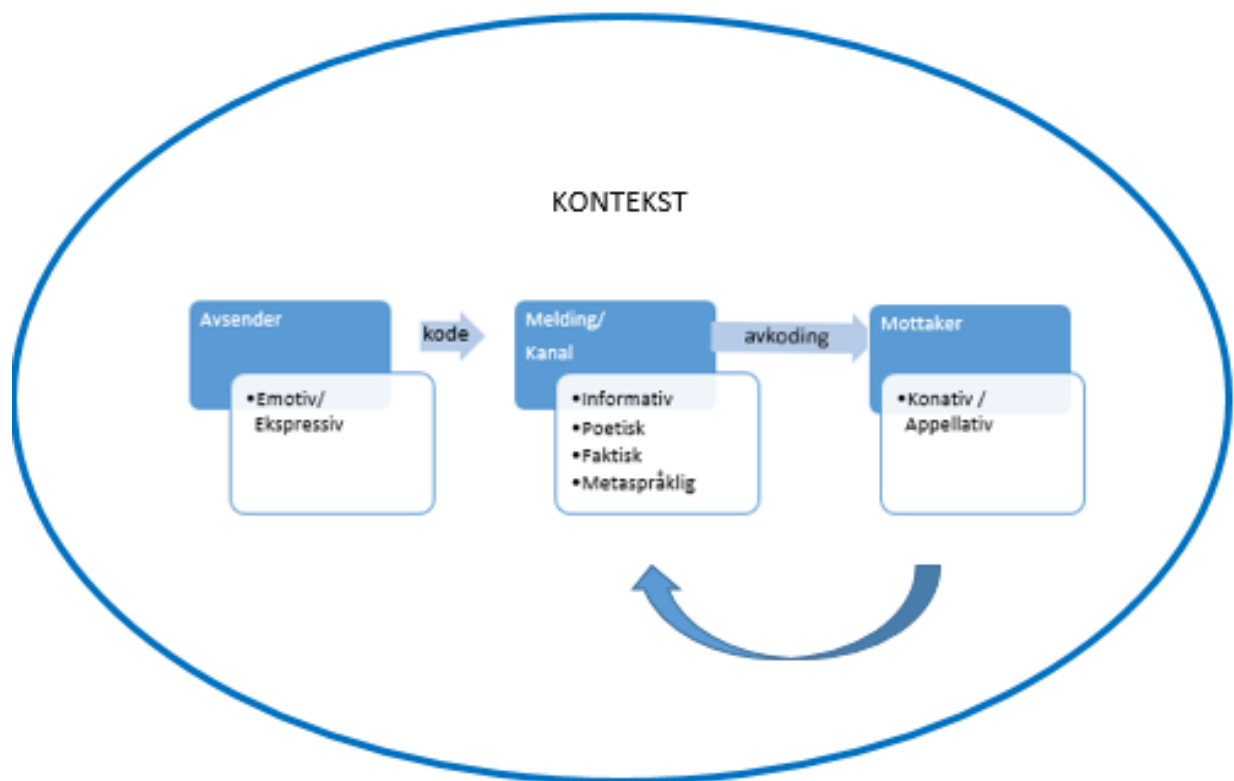 KONTEKST
Avsender
•Emotiv/
Ekspressiv
kode
Melding/
Kanal
•Informativ
•Poetisk
•Faktisk
•Metaspråklig
avkoding
Mottaker
•Konativ /
Appellativ